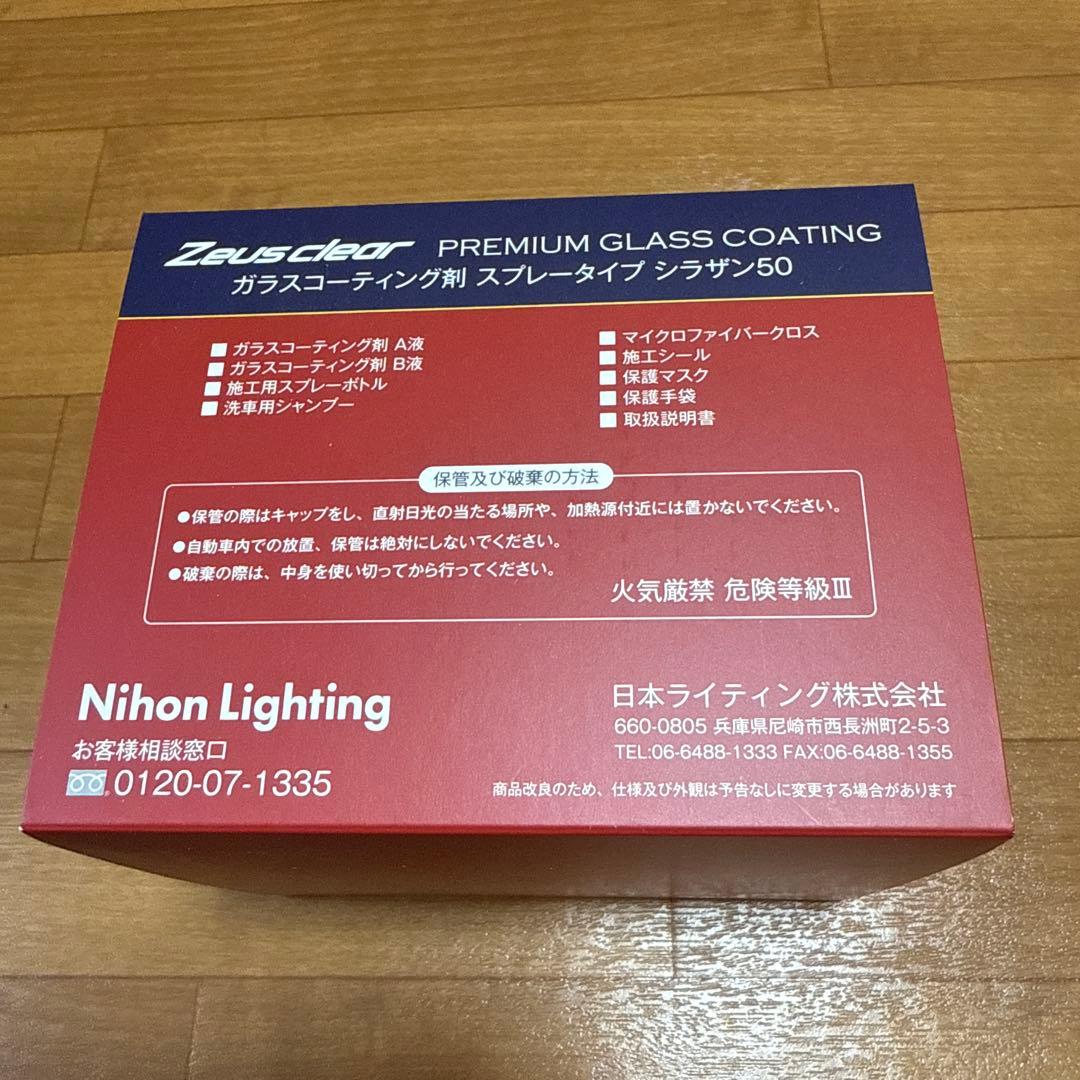 Zeusclear PREMIUM GLASS COATING
ガラスコーティング剤 スプレータイプ シラザン50
ガラスコーティング剤 A液
ガラスコーティング剤 B液
施工用スプレーボトル
洗車用シャンプー
マイクロファイバークロス
施工シール
保護マスク
保護手袋
取扱説明書
保管及び破棄の方法
●保管の際はキャップをし、直射日光の当たる場所や、加熱源付近には置かないでください。
●自動車内での放置、保管は絶対にしないでください。
●破棄の際は、中身を使い切ってから行ってください。
火気厳禁 危険等級Ⅲ
Nihon Lighting
お客様相談窓口
0120-07-1335
日本ライティング株式会社
660-0805 兵庫県尼崎市西長洲町2-5-3
TEL:06-6488-1333 FAX:06-6488-1355
商品改良のため、仕様及び外観は予告なしに変更する場合があります